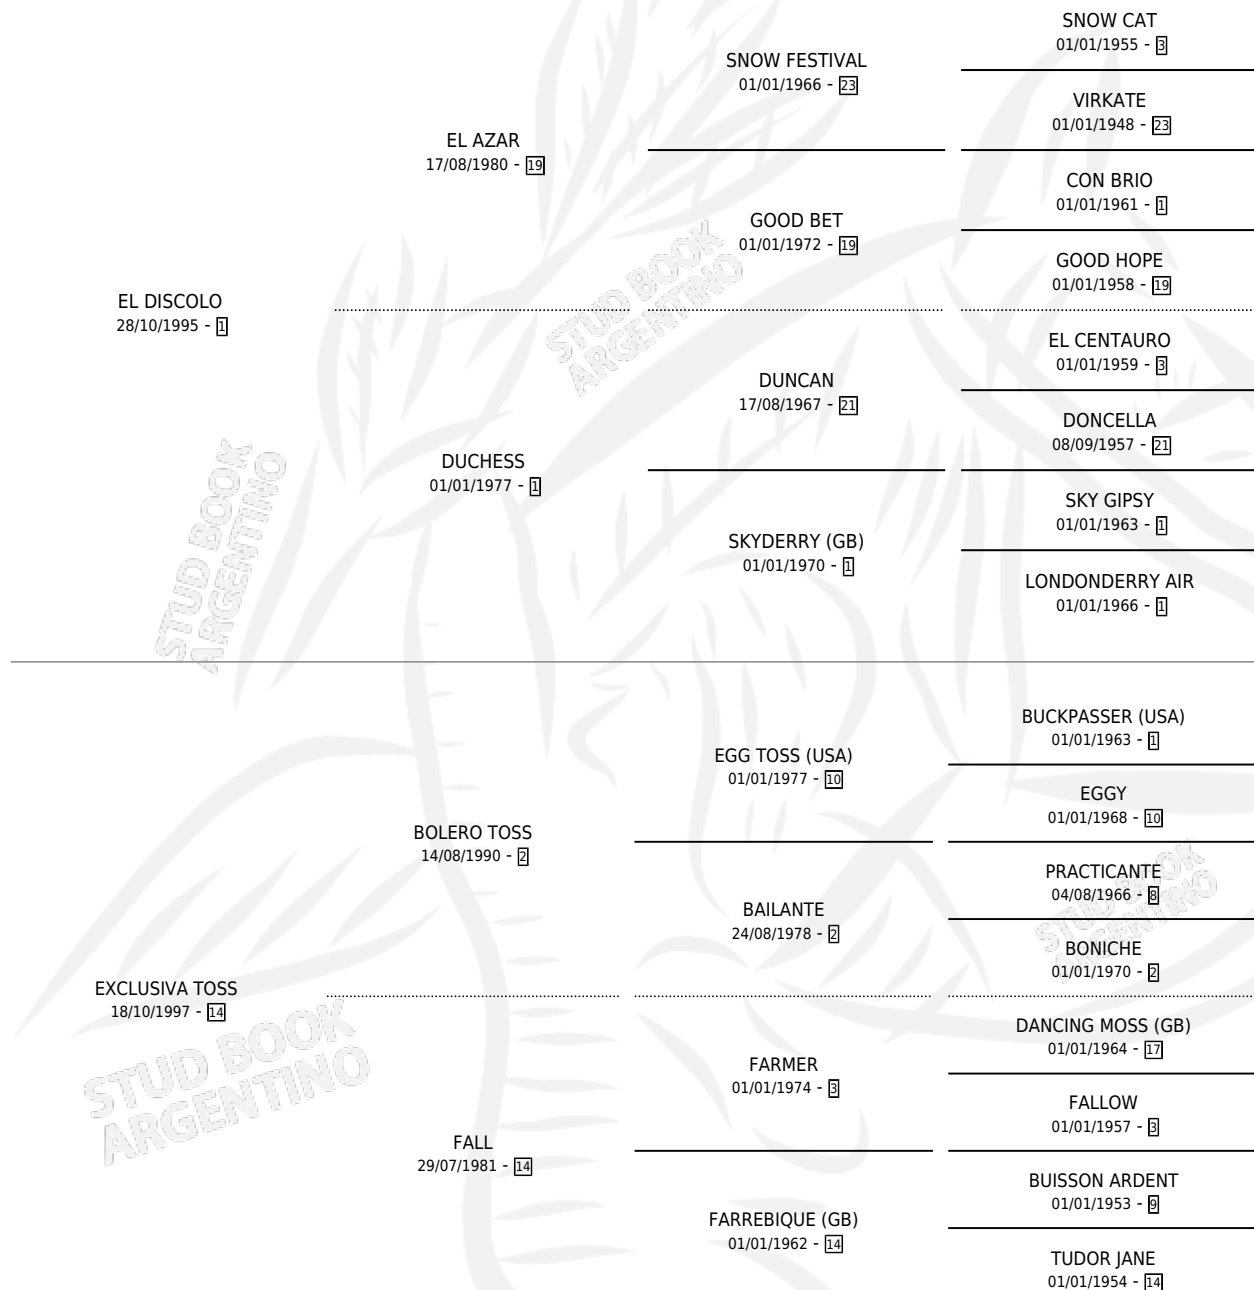 SNOW CAT
01/01/1955 - 3
SNOW FESTIVAL
01/01/1966 - 23
VIRKATE
01/01/1948 - 23
EL AZAR
17/08/1980 - 19
CON BRIO
01/01/1961 - 1
GOOD BET
01/01/1972 - 19
GOOD HOPE
01/01/1958 - 19
EL DISCOLO
28/10/1995 - 1
EL CENTAURO
01/01/1959 - 3
DUNCAN
17/08/1967 - 21
DONCELLA
08/09/1957 - 21
DUCHESS
01/01/1977 - 1
SKY GIPSY
01/01/1963 - 1
SKYDERRY (GB)
01/01/1970 - 1
LONDONDERRY AIR
01/01/1966 - 1
BUCKPASSER (USA)
01/01/1963 - 1
EGG TOSS (USA)
01/01/1977 - 10
EGGY
01/01/1968 - 10
BOLERO TOSS
14/08/1990 - 2
PRACTICANTE
04/08/1966 - 8
BAILANTE
24/08/1978 - 2
BONICHE
01/01/1970 - 2
EXCLUSIVA TOSS
18/10/1997 - 14
DANCING MOSS (GB)
01/01/1964 - 17
FARMER
01/01/1974 - 3
FALLOW
01/01/1957 - 3
FALL
29/07/1981 - 14
BUISSON ARDENT
01/01/1953 - 9
FARREBIQUE (GB)
01/01/1962 - 14
TUDOR JANE
01/01/1954 - 14
STUD BOOK
ARGENTINO
STUD BOOK
ARGENTINO
STUD BOOK
ARGENTINO
STUD BOOK
ARGENTINO